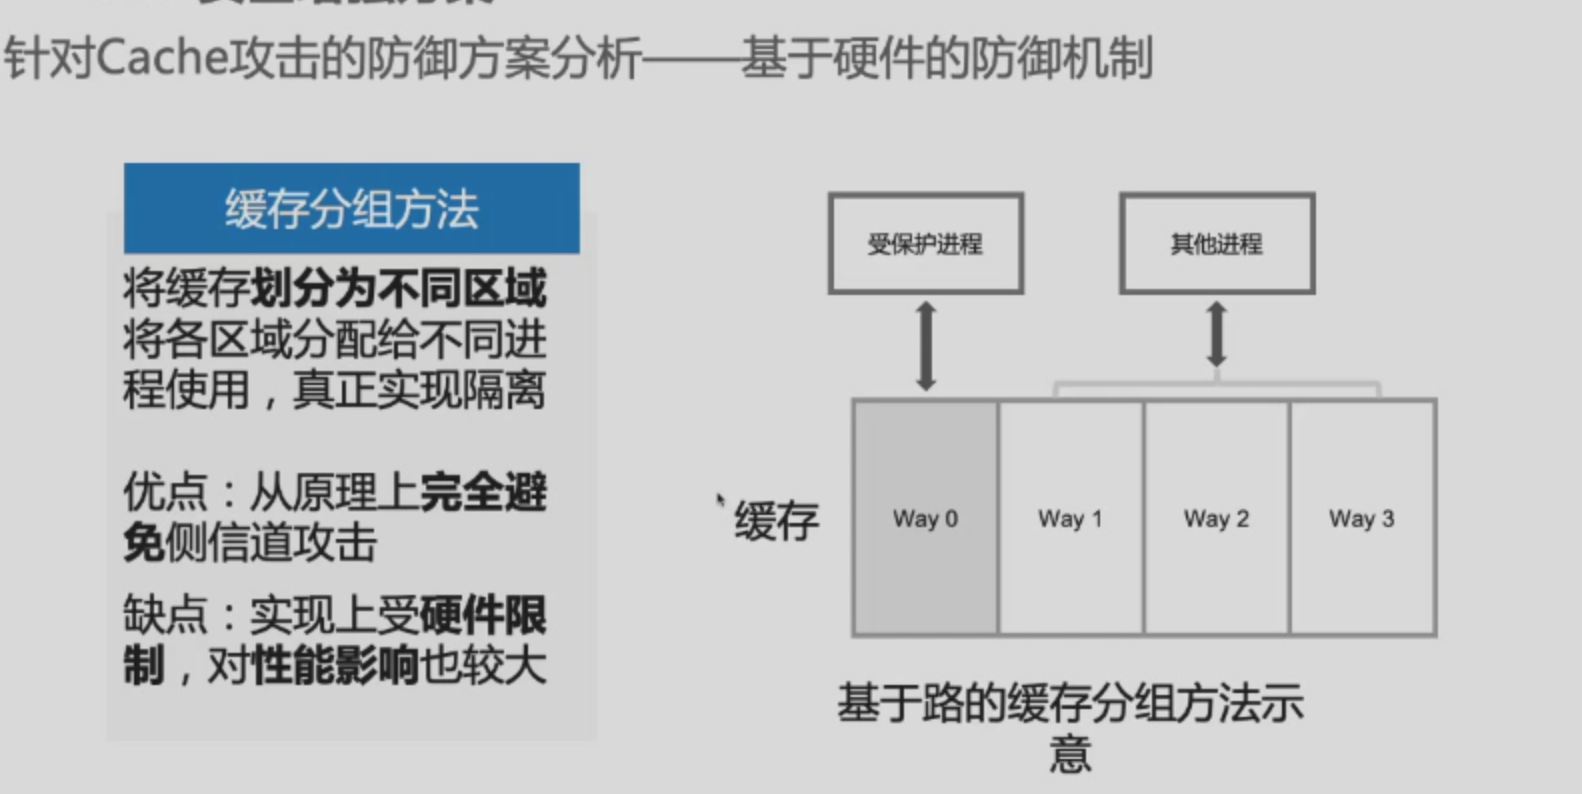 针对Cache攻击的防御方案分析——基于硬件的防御机制
缓存分组方法
将缓存划分为不同区域
将各区域分配给不同进
程使用，真正实现隔离
优点：从原理上完全避
免侧信道攻击
缺点：实现上受硬件限
制，对性能影响也较大
受保护进程
其他进程
缓存
Way 0
Way 1
Way 2
Way 3
基于路的缓存分组方法示
意